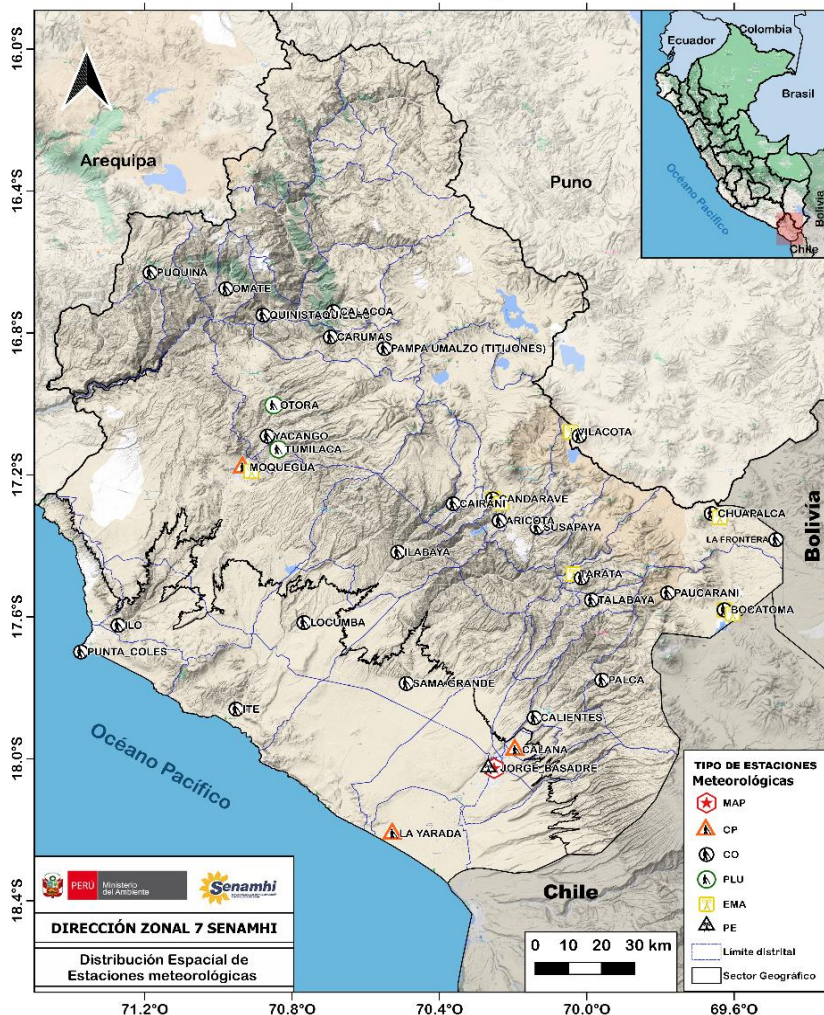 16.0°S
16.4°S
16.8°S
17.2°S
17.6°S
18.0°S
18.4°S
Colombia
Ecuador
Brasil
Océano Pacífico
Bolivia
Chile
Arequipa
Puno
PUQUINA
OMATE
QUINISTAQUILLAS
CALACOA
CARUMAS
PAMPA UMALZO (TITIJONES)
OTORA
YACANGO
TUMILACA
MOQUEGUA
VILACOTA
CANDARAVE
CAIRANI
ARICOTA
SUSAPAYA
CHUAPALCA
LA FRONTERA
Bolivía
ILABAYA
ARATA
TALABAYA
PAUCARANI
BOCATOMA
ILO
LOCUMBA
PUNTA_COLES
SAMA GRANDE
PALCA
ITE
CALIENTES
CALANA
JORGE_BASADRE
LA YARADA
Océano Pacífico
Chile
TIPO DE ESTACIONES
Meteorológicas
MAP
CP
CO
PLU
EMA
PE
Límite distrital
Sector Geográfico
PERÚ Ministerio del Ambiente Senamhi
DIRECCIÓN ZONAL 7 SENAMHI
Distribución Espacial de
Estaciones meteorológicas
0 10 20 30 km
71.2°O 70.8°O 70.4°O 70.0°O 69.6°O